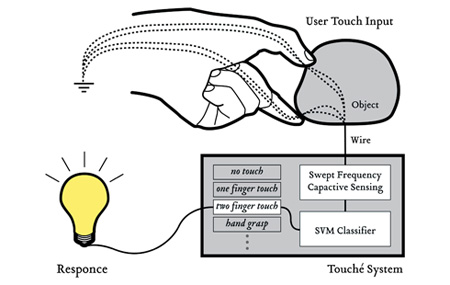 User Touch Input
Object
Wire
no touch
one finger touch
two finger touch
hand grasp
Swept Frequency
Capactive Sensing
SVM Classifier
Responce
Touché System